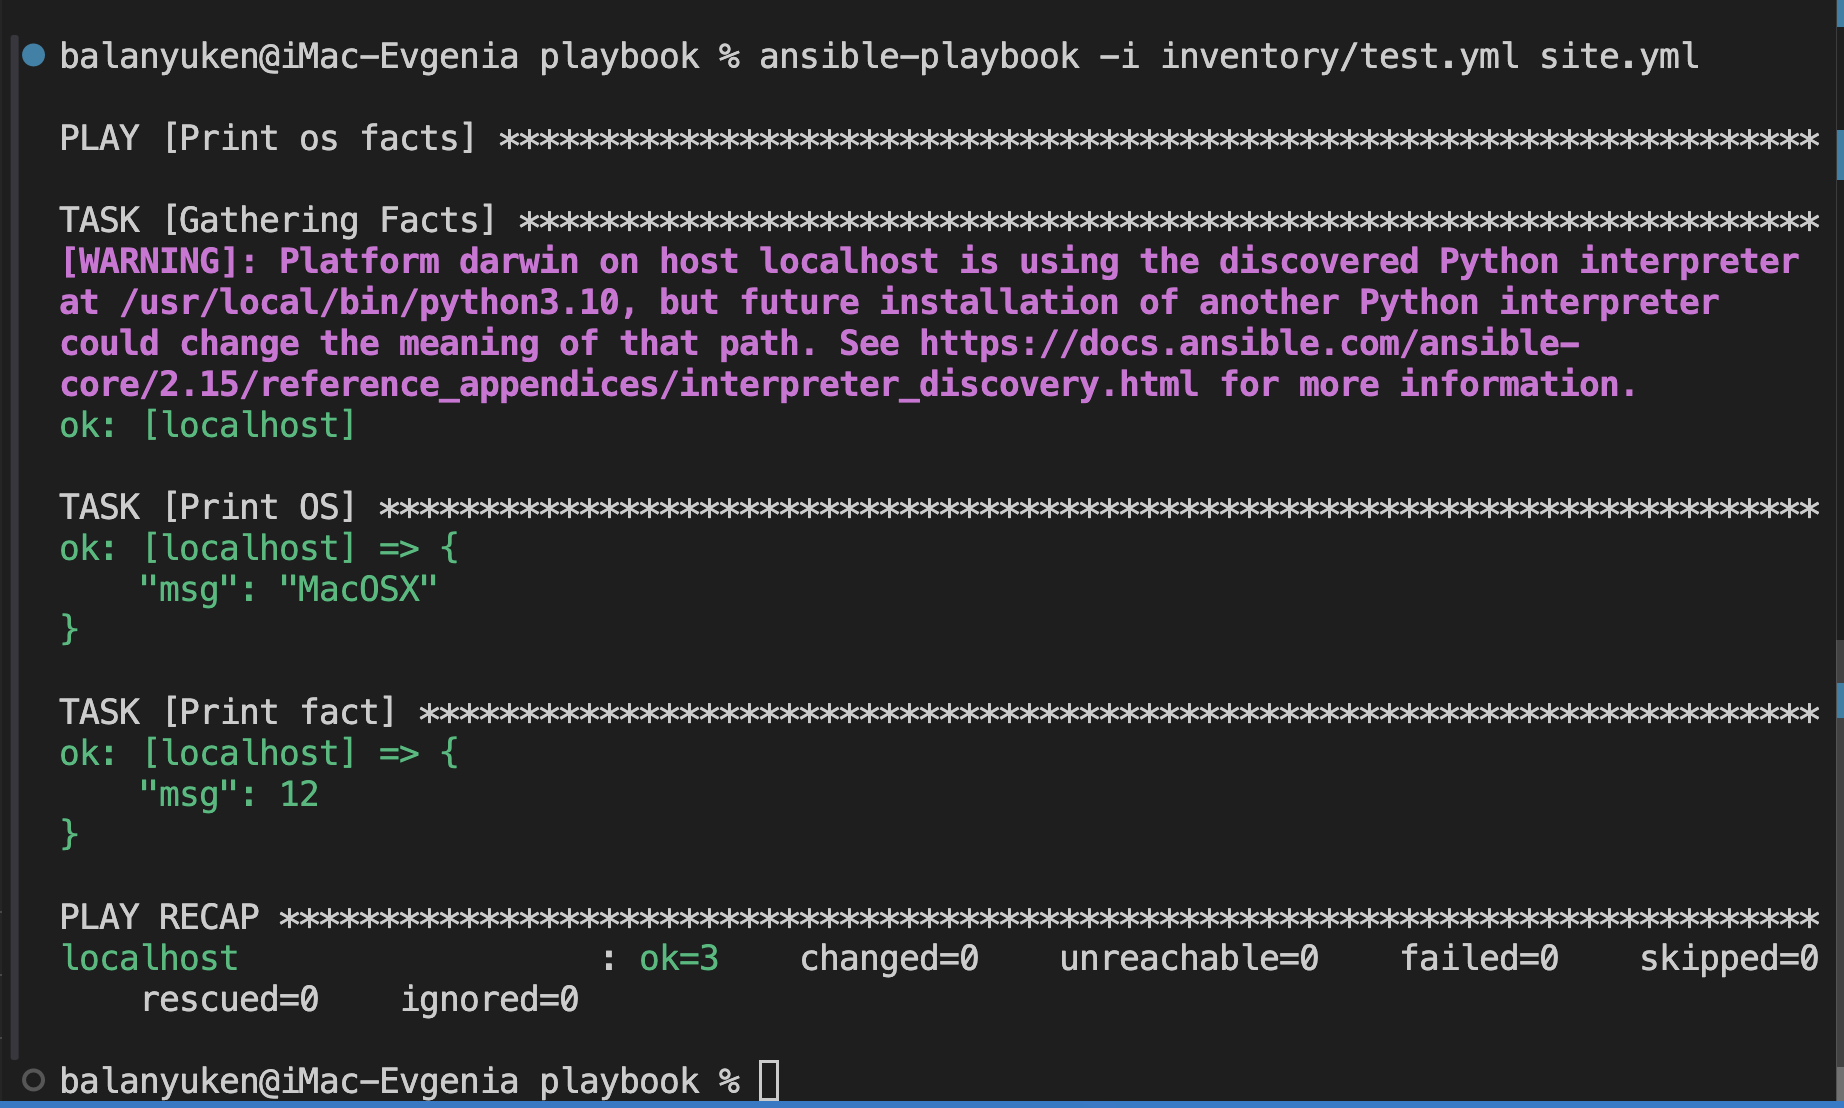 balanyuken@iMac-Evgenia playbook % ansible-playbook -i inventory/test.yml site.yml
PLAY [Print os facts] ******************************************************************
TASK [Gathering Facts] *****************************************************************
[WARNING]: Platform darwin on host localhost is using the discovered Python interpreter
at /usr/local/bin/python3.10, but future installation of another Python interpreter
could change the meaning of that path. See https://docs.ansible.com/ansible-
core/2.15/reference_appendices/interpreter_discovery.html for more information.
ok: [localhost]
TASK [Print OS] ************************************************************************
ok: [localhost] => {
    "msg": "MacOSX"
}
TASK [Print fact] **********************************************************************
ok: [localhost] => {
    "msg": 12
}
PLAY RECAP *****************************************************************************
localhost                  : ok=3    changed=0    unreachable=0    failed=0    skipped=0
    rescued=0    ignored=0
balanyuken@iMac-Evgenia playbook %